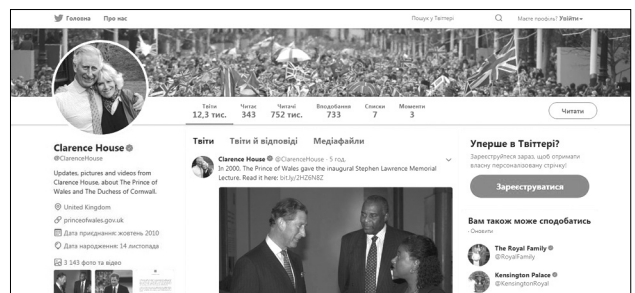 Головна Про нас
Пошук у Твіттері
Маєте профіль? Увійти
Твіти Читає Читачі Вподобання Списки Моменти
12,3 тис. 343 752 тис. 733 7 3
Читати
Clarence House
@ClarenceHouse
Updates, pictures and videos from
Clarence House, about The Prince of
Wales and The Duchess of Cornwall.
United Kingdom
princeofwales.gov.uk
Дата приєднання: жовтень 2010
Дата народження: 14 листопада
3 143 фото та відео
Твіти Твіти й відповіді Медіафайли
Clarence House @ClarenceHouse · 5 год.
In 2000, The Prince of Wales gave the inaugural Stephen Lawrence Memorial
Lecture. Read it here: bit.ly/2HZ6N8Z
Уперше в Твіттері?
Зареєструйтеся зараз, щоб отримати
власну персоналізовану стрічку!
Зареєструватися
Вам також може сподобатись
· Оновити
The Royal Family
@RoyalFamily
Kensington Palace
@KensingtonRoyal